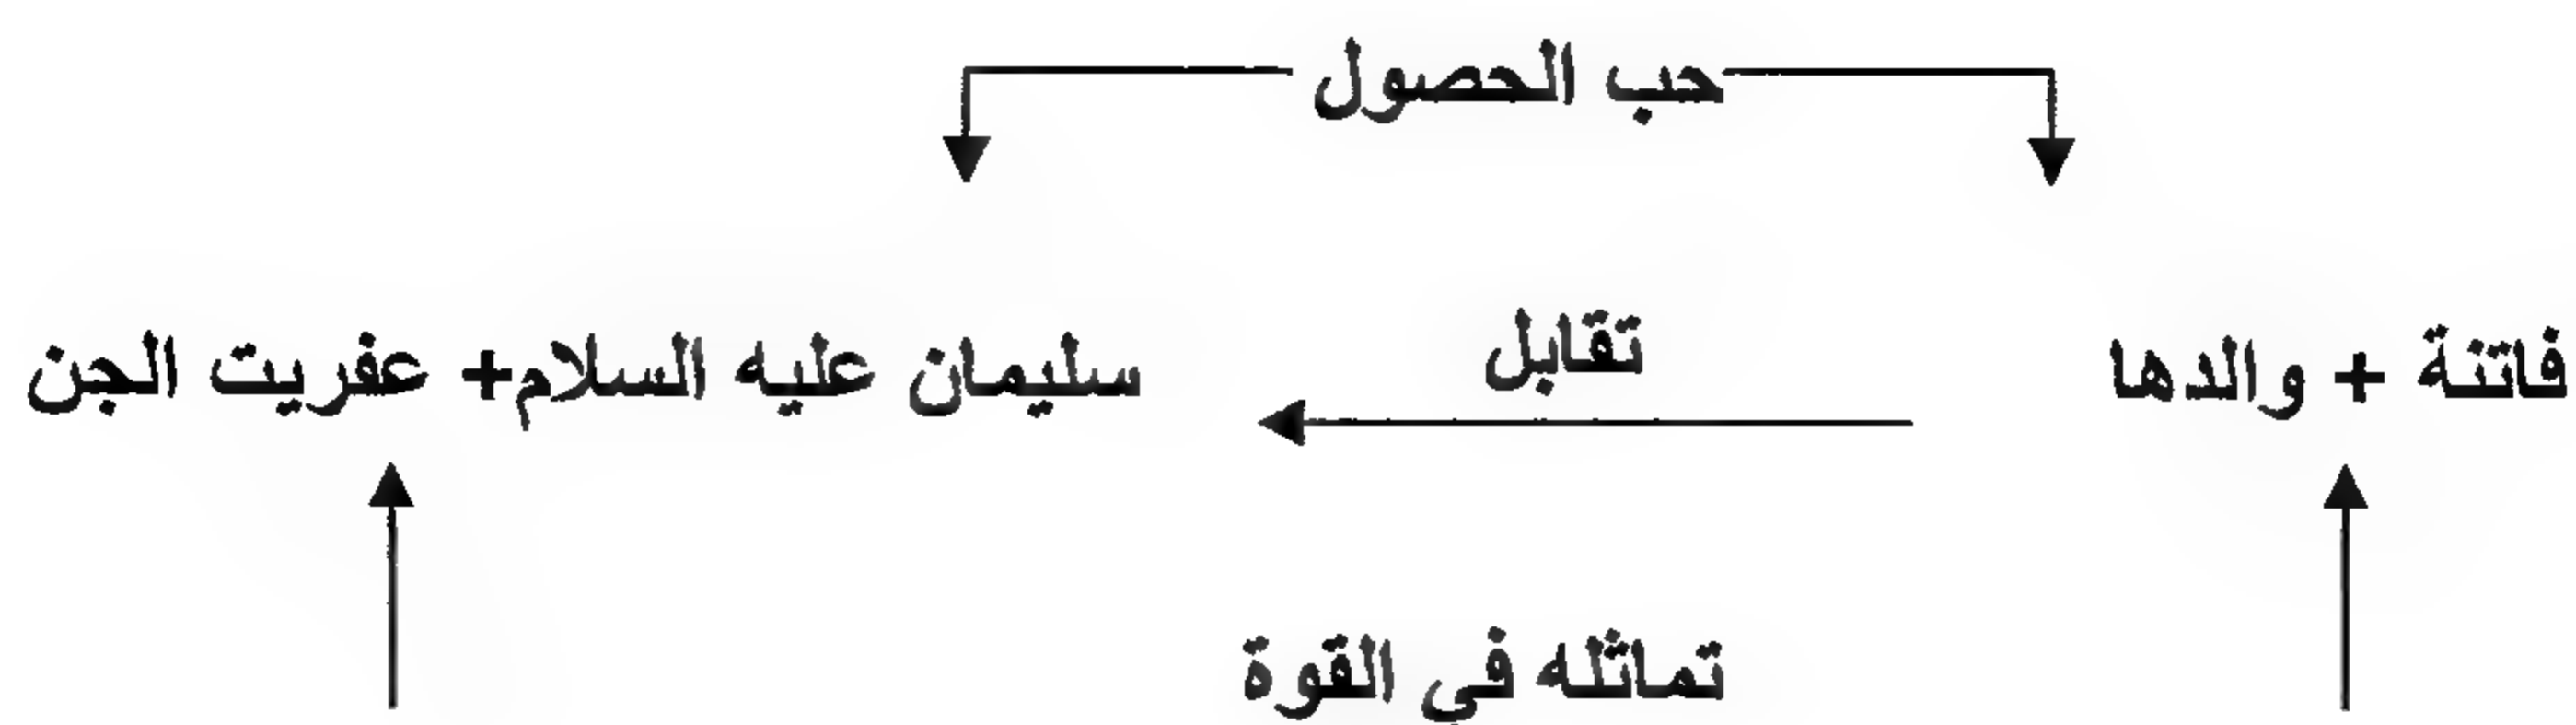 حب الحصول
فاتنة + والدها
تقابل
سليمان عليه السلام+ عفريت الجن
تماثله في القوة